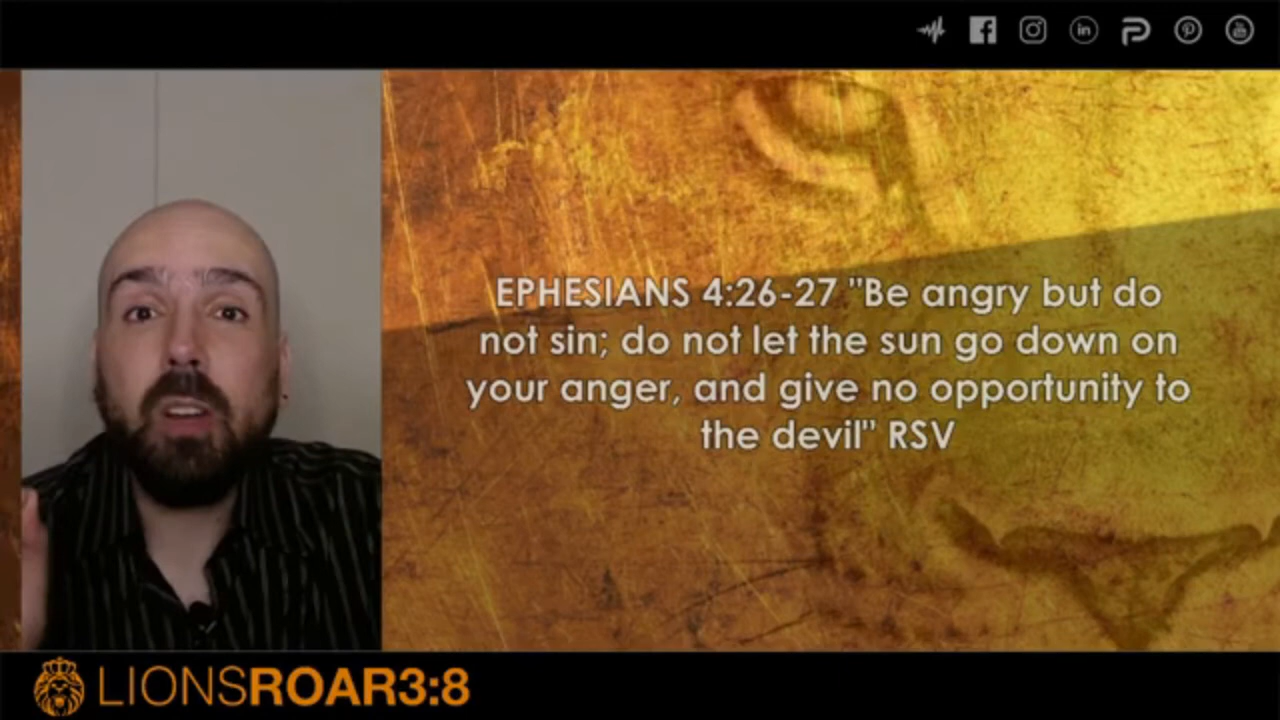 EPHESIANS 4:26-27 "Be angry but do
not sin; do not let the sun go down on
your anger, and give no opportunity to
the devil" RSV
LIONSROAR3:8